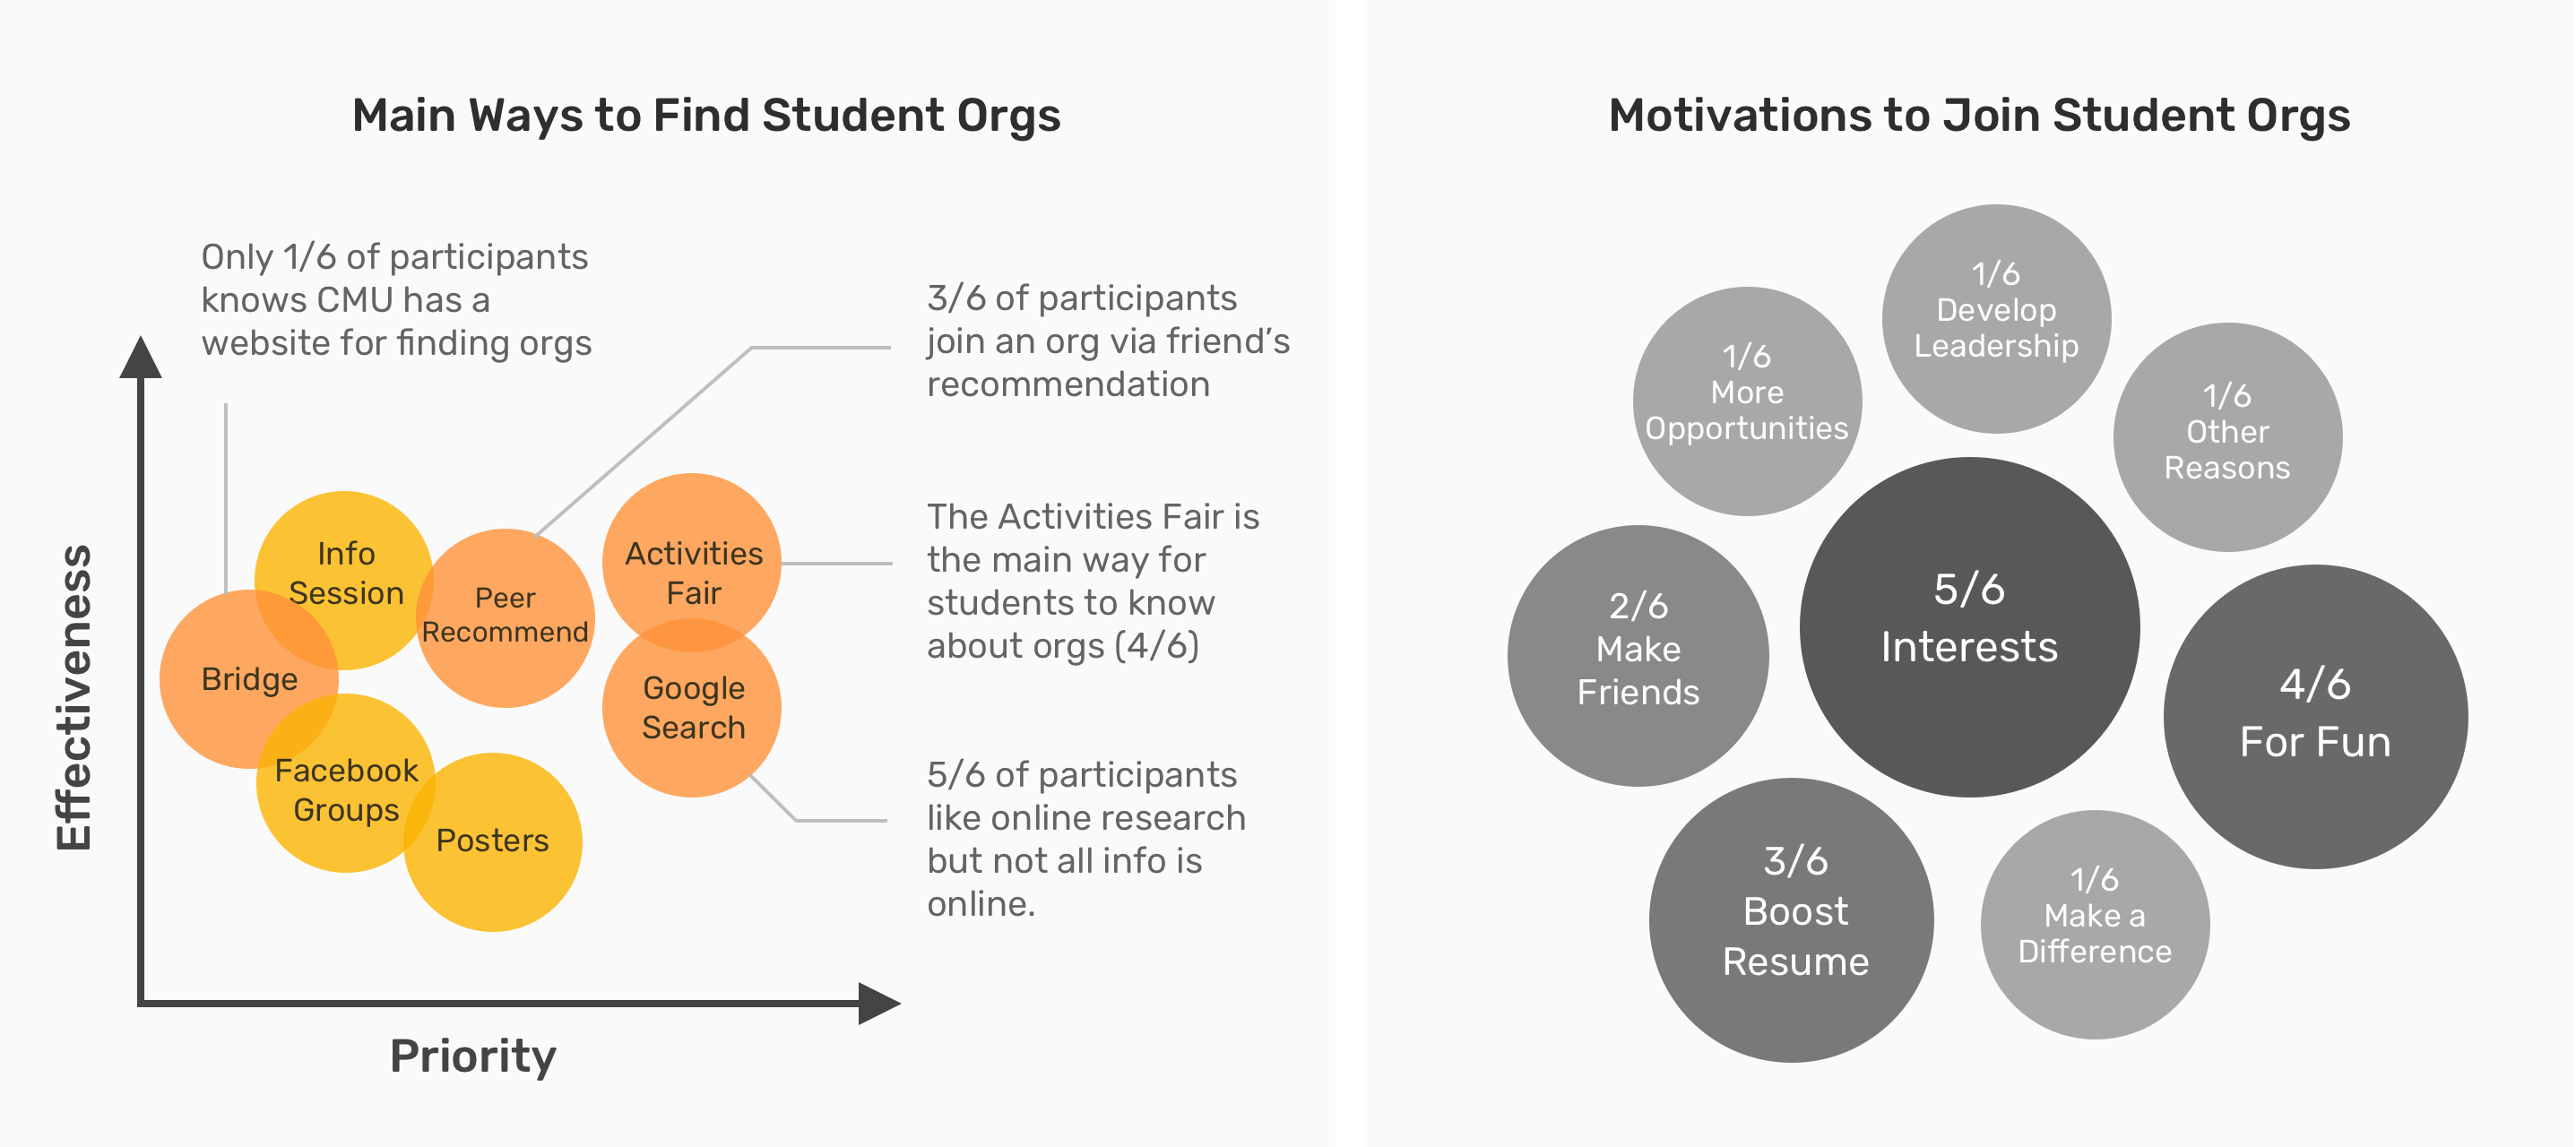 Main Ways to Find Student Orgs
Only 1/6 of participants
knows CMU has a
website for finding orgs
3/6 of participants
join an org via friend’s
recommendation
The Activities Fair is
the main way for
students to know
about orgs (4/6)
5/6 of participants
like online research
but not all info is
online.
Effectiveness
Info
Session
Peer
Recommend
Activities
Fair
Bridge
Google
Search
Facebook
Groups
Posters
Priority
Motivations to Join Student Orgs
1/6
Develop
Leadership
1/6
More
Opportunities
1/6
Other
Reasons
5/6
Interests
2/6
Make
Friends
4/6
For Fun
3/6
Boost
Resume
1/6
Make a
Difference